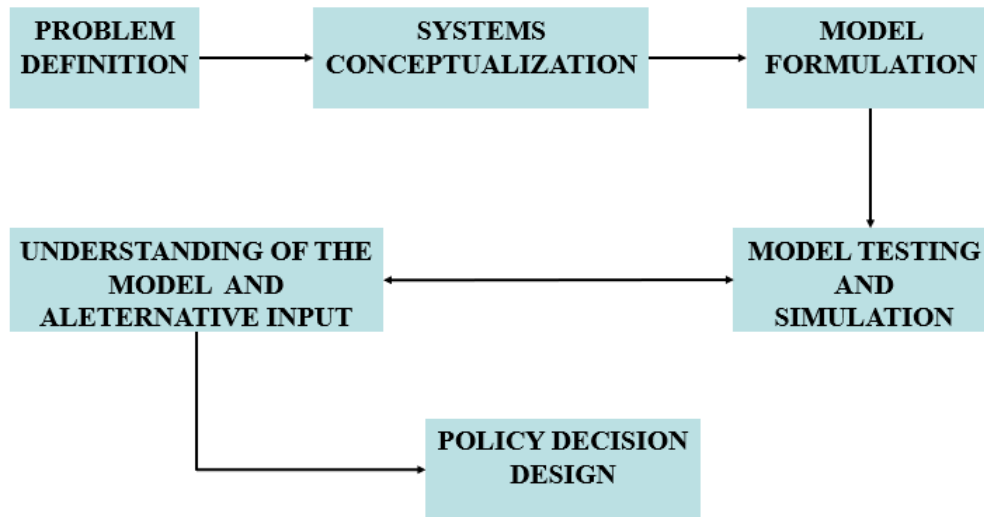 PROBLEM
DEFINITION
SYSTEMS
CONCEPTUALIZATION
MODEL
FORMULATION
UNDERSTANDING OF THE
MODEL AND
ALETERNATIVE INPUT
MODEL TESTING
AND
SIMULATION
POLICY DECISION
DESIGN